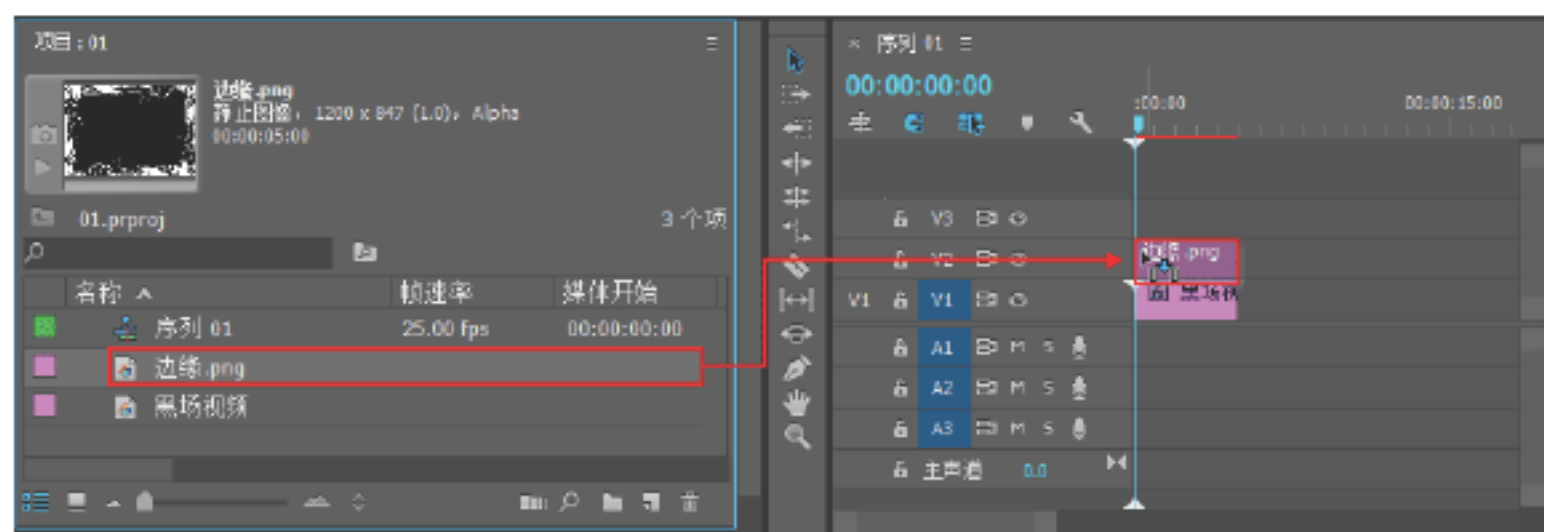 项目：01
边缘.png
静止图像，1200 x 847 (1.0)，Alpha
00:00:05:00
01.prproj
3 个项
名称
帧速率
媒体开始
序列 01
25.00 fps
00:00:00:00
边缘.png
黑场视频
× 序列 01
00:00:00:00
:00:00
00:00:15:00
V3
V2
边缘.png
V1
V1
黑场视
A1 M S
A2 M S
A3 M S
主声道
0.0